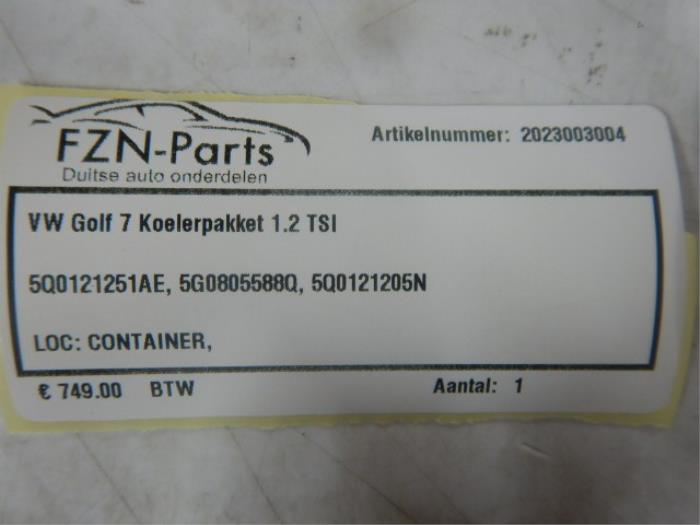 FZN-Parts
Duitse auto onderdelen
Artikelnummer: 2023003004
VW Golf 7 Koelerpakket 1.2 TSI
5Q0121251AE, 5G0805588Q, 5Q0121205N
LOC: CONTAINER,
€ 749.00 BTW Aantal: 1